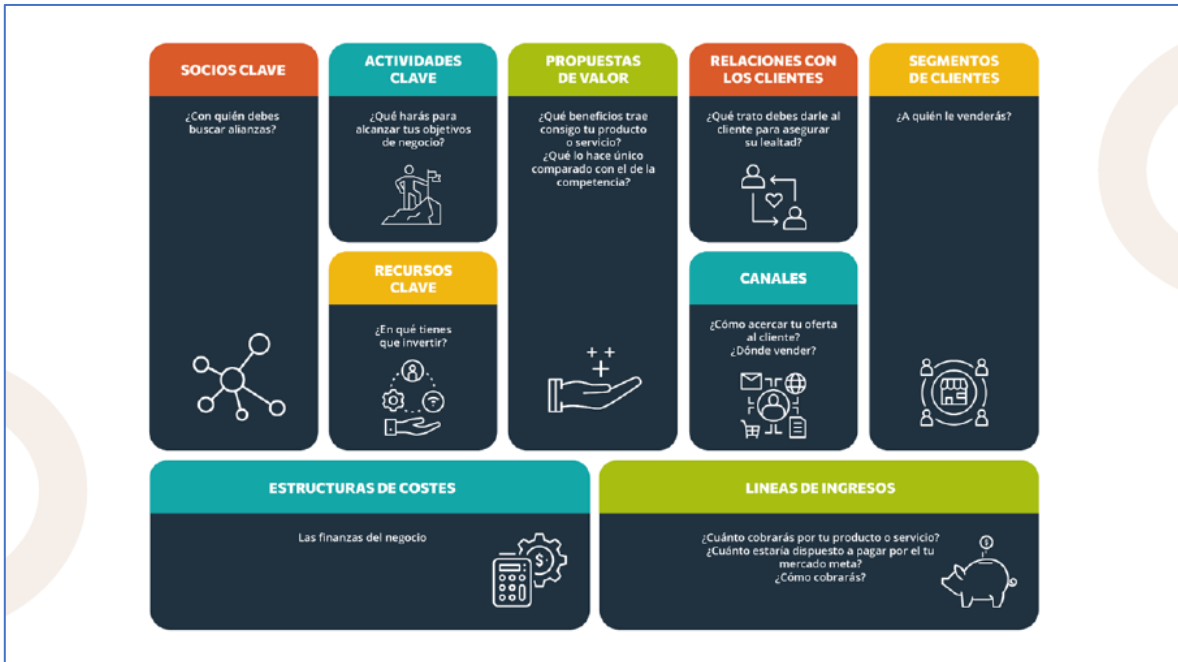 SOCIOS CLAVE
¿Con quién debes
buscar alianzas?
ACTIVIDADES
CLAVE
¿Qué harás para
alcanzar tus objetivos
de negocio?
RECURSOS
CLAVE
¿En qué tienes
que invertir?
PROPUESTAS
DE VALOR
¿Qué beneficios trae
consigo tu producto
o servicio?
¿Qué lo hace único
comparado con el de la
competencia?
RELACIONES CON
LOS CLIENTES
¿Qué trato debes darle al
cliente para asegurar
su lealtad?
CANALES
¿Cómo acercar tu oferta
al cliente?
¿Dónde vender?
SEGMENTOS
DE CLIENTES
¿A quién le venderás?
ESTRUCTURAS DE COSTES
Las finanzas del negocio
LINEAS DE INGRESOS
¿Cuánto cobrarás por tu producto o servicio?
¿Cuánto estaría dispuesto a pagar por el tu
mercado meta?
¿Cómo cobrarás?